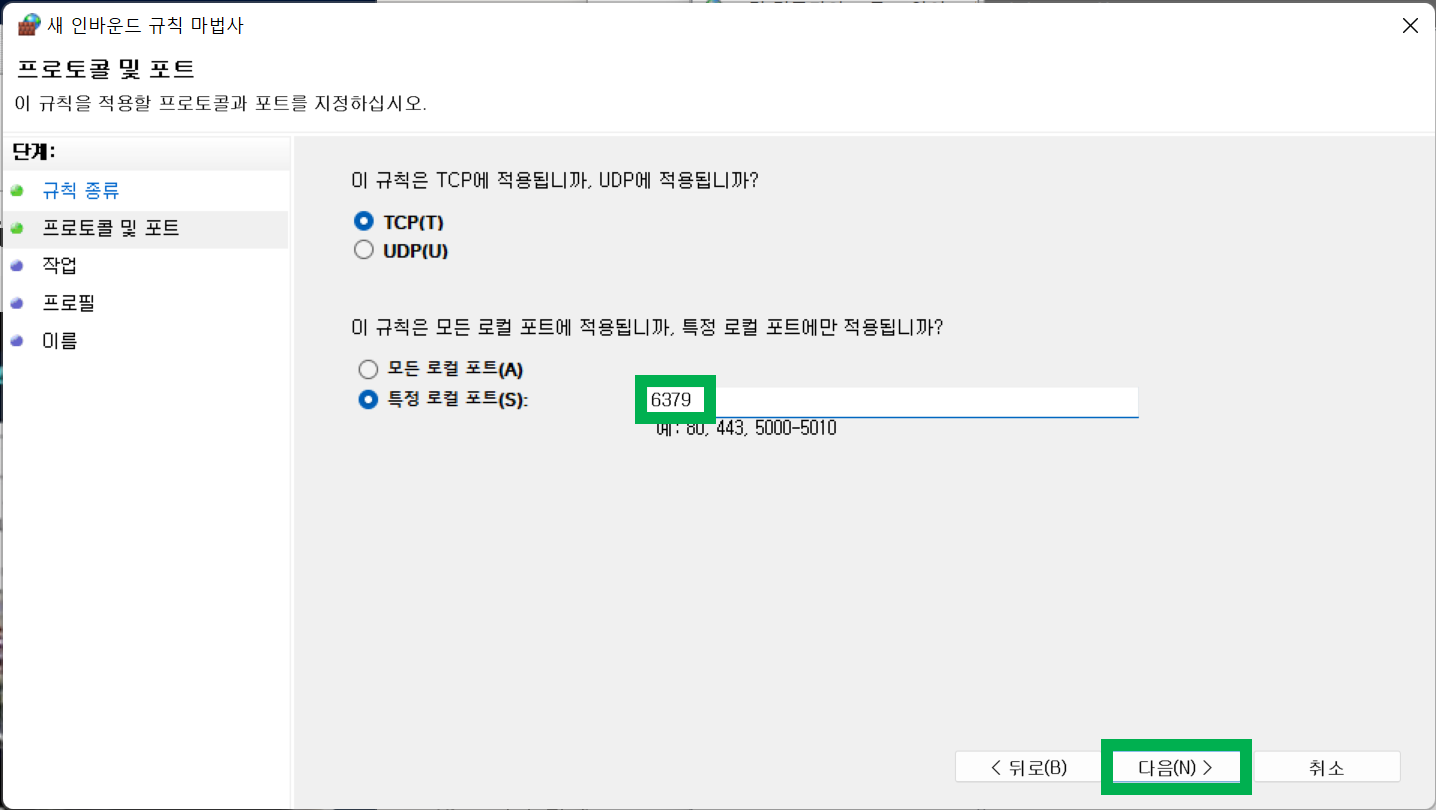 새 인바운드 규칙 마법사
프로토콜 및 포트
이 규칙을 적용할 프로토콜과 포트를 지정하십시오.
단계:
규칙 종류
프로토콜 및 포트
작업
프로필
이름
이 규칙은 TCP에 적용됩니까, UDP에 적용됩니까?
TCP(T)
UDP(U)
이 규칙은 모든 로컬 포트에 적용됩니까, 특정 로컬 포트에만 적용됩니까?
모든 로컬 포트(A)
특정 로컬 포트(S):
6379
예: 80, 443, 5000-5010
< 뒤로(B)
다음(N) >
취소